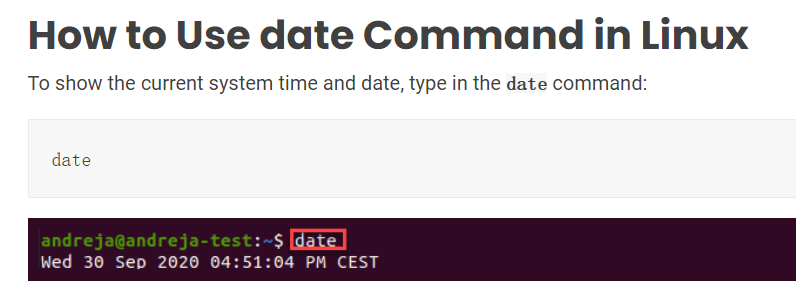 How to Use date Command in Linux
To show the current system time and date, type in the date command:
date
andreja@andreja-test:~$ date
Wed 30 Sep 2020 04:51:04 PM CEST